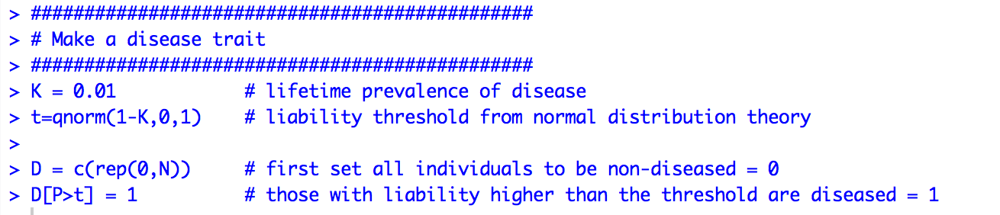 > ###############################################
> # Make a disease trait
> ###############################################
> K = 0.01            # lifetime prevalence of disease
> t=qnorm(1-K,0,1)    # liability threshold from normal distribution theory
>
> D = c(rep(0,N))     # first set all individuals to be non-diseased = 0
> D[P>t] = 1          # those with liability higher than the threshold are diseased = 1